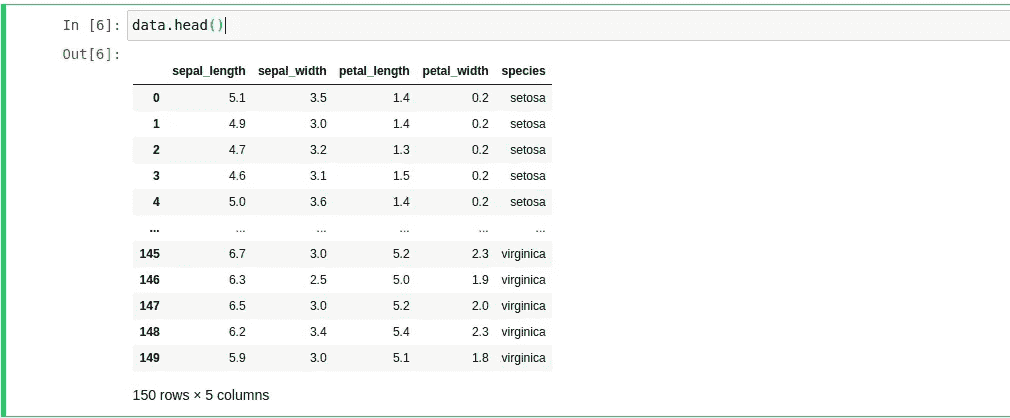 In [6]: data.head()
Out[6]:
sepal_length sepal_width petal_length petal_width species
0 5.1 3.5 1.4 0.2 setosa
1 4.9 3.0 1.4 0.2 setosa
2 4.7 3.2 1.3 0.2 setosa
3 4.6 3.1 1.5 0.2 setosa
4 5.0 3.6 1.4 0.2 setosa
... ... ... ... ... ...
145 6.7 3.0 5.2 2.3 virginica
146 6.3 2.5 5.0 1.9 virginica
147 6.5 3.0 5.2 2.0 virginica
148 6.2 3.4 5.4 2.3 virginica
149 5.9 3.0 5.1 1.8 virginica
150 rows × 5 columns